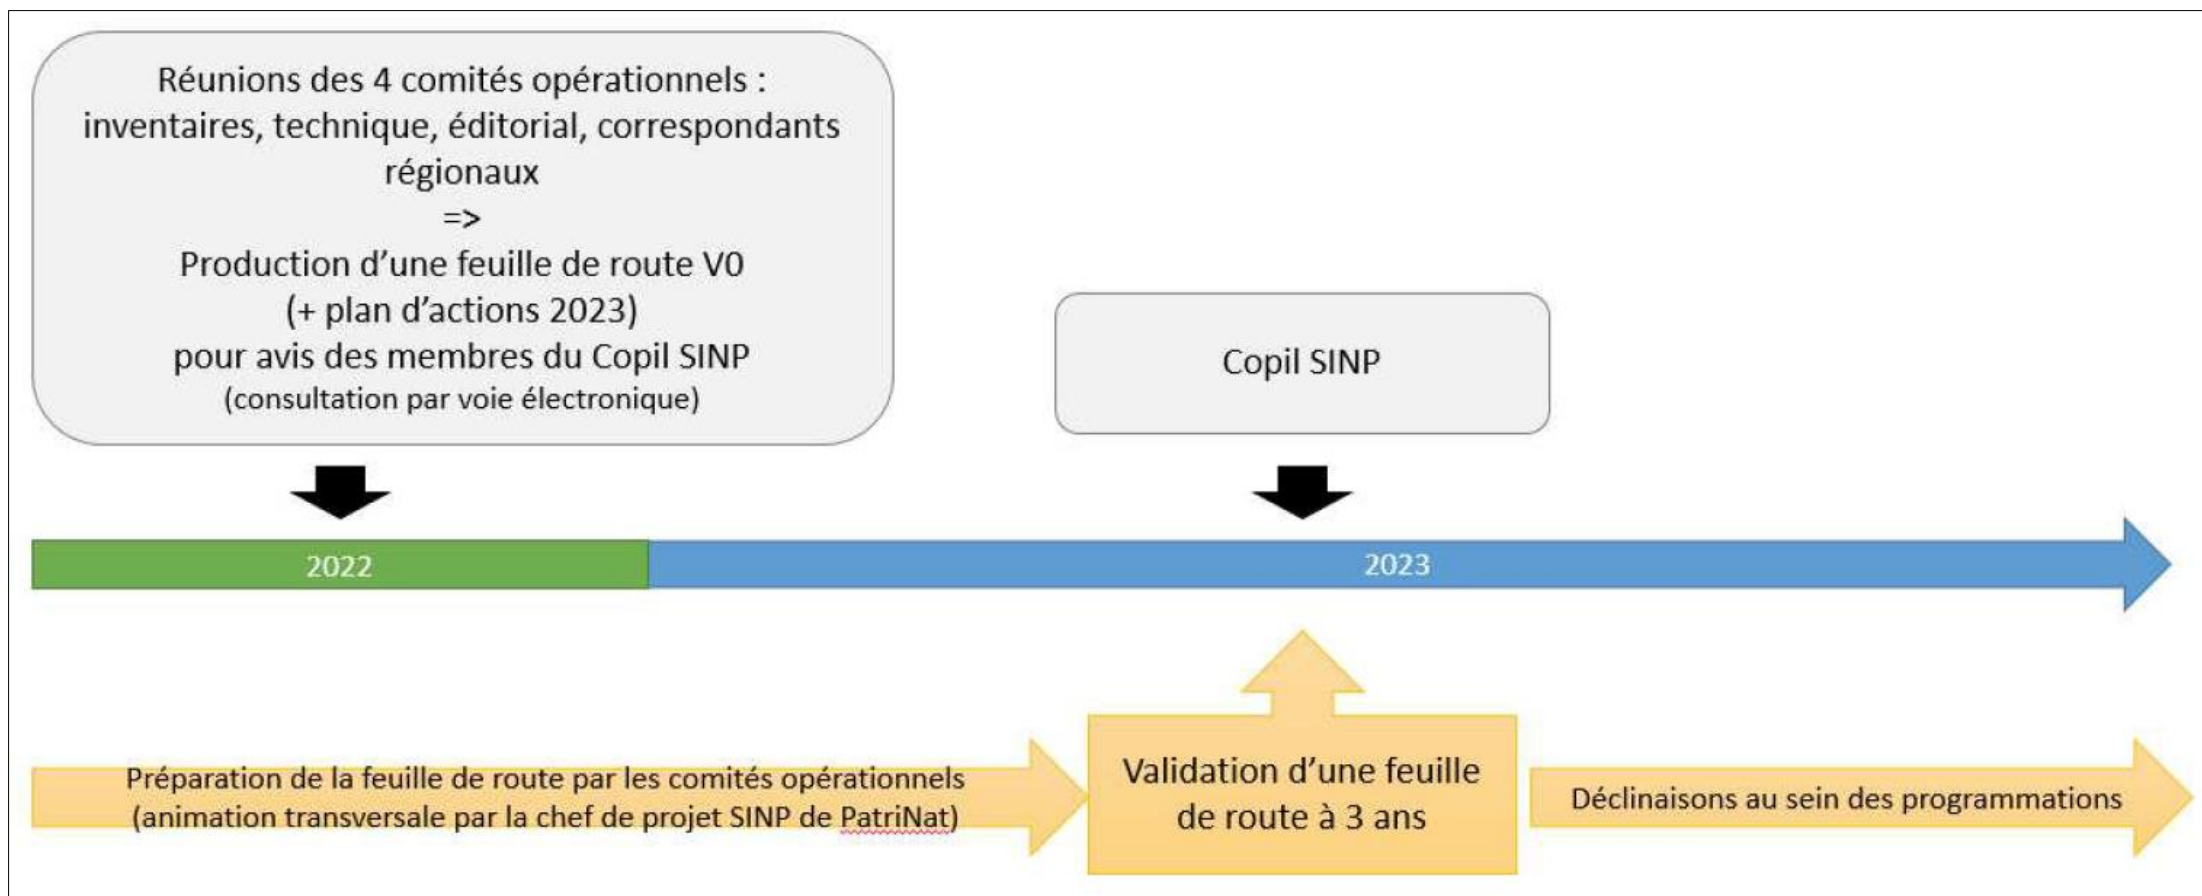 Réunions des 4 comités opérationnels :
inventaires, technique, éditorial, correspondants
régionaux
=>
Production d’une feuille de route V0
(+ plan d’actions 2023)
pour avis des membres du Copil SINP
(consultation par voie électronique)
Copil SINP
2022
2023
Préparation de la feuille de route par les comités opérationnels
(animation transversale par la chef de projet SINP de PatriNat)
Validation d’une feuille
de route à 3 ans
Déclinaisons au sein des programmations